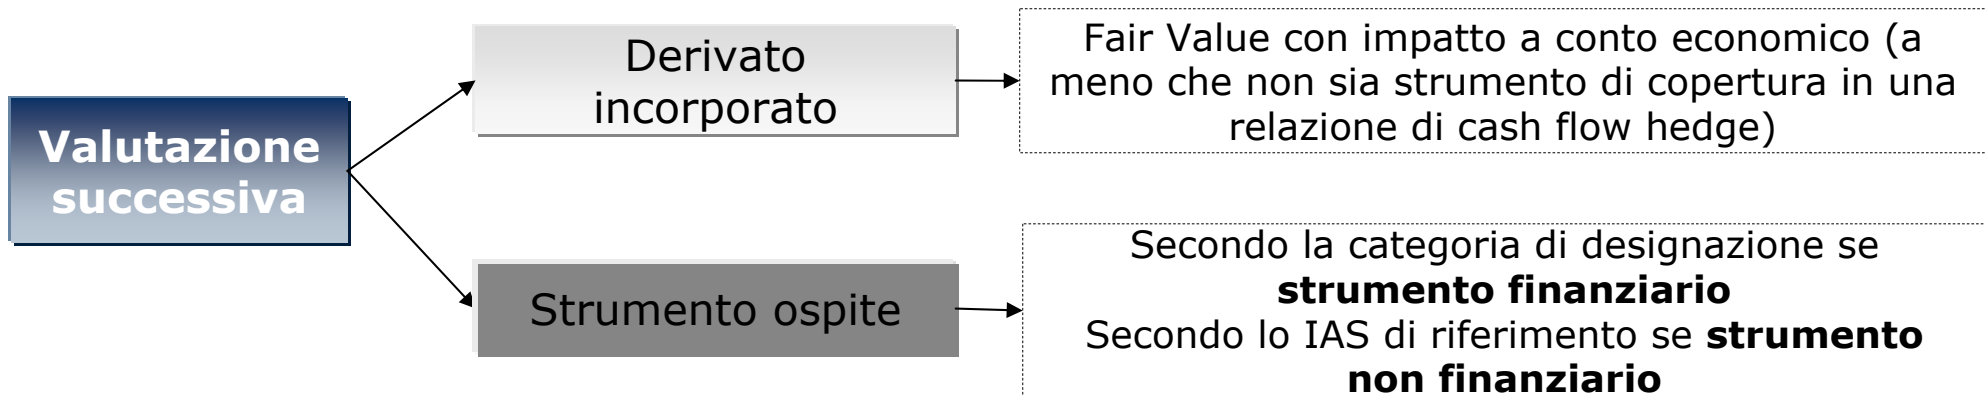 Valutazione
successiva
Derivato
incorporato
Fair Value con impatto a conto economico (a
meno che non sia strumento di copertura in una
relazione di cash flow hedge)
Strumento ospite
Secondo la categoria di designazione se
strumento finanziario
Secondo lo IAS di riferimento se strumento
non finanziario